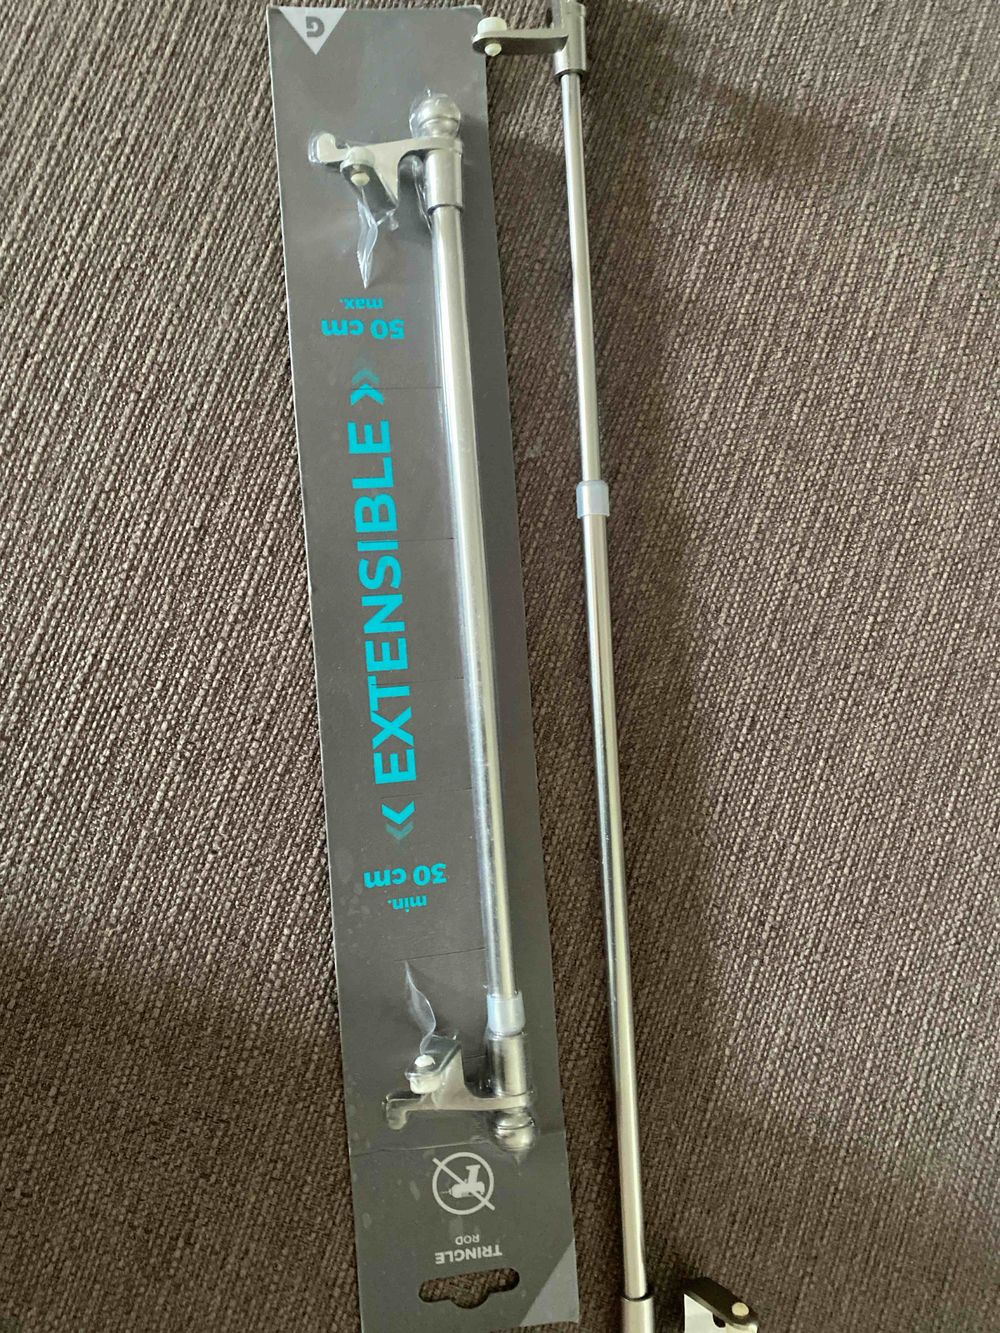 TRINGLE
ROD
min.
30 cm
« EXTENSIBLE »
50 cm
max.
G